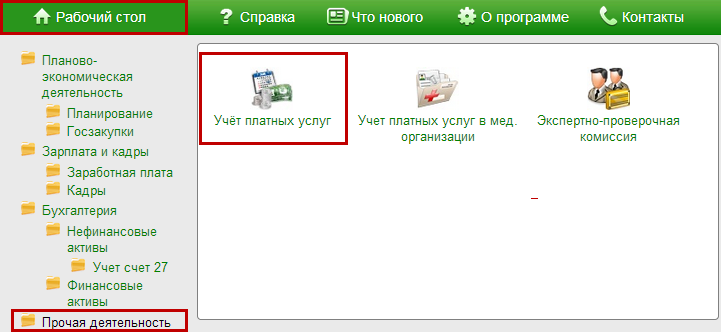 Рабочий стол
? Справка
Что нового
О программе
Контакты
Планово-
экономическая
деятельность
Планирование
Госзакупки
Зарплата и кадры
Заработная плата
Кадры
Бухгалтерия
Нефинансовые
активы
Учет счет 27
Финансовые
активы
Прочая деятельность
Учёт платных услуг
Учет платных услуг в мед.
организации
Экспертно-проверочная
комиссия